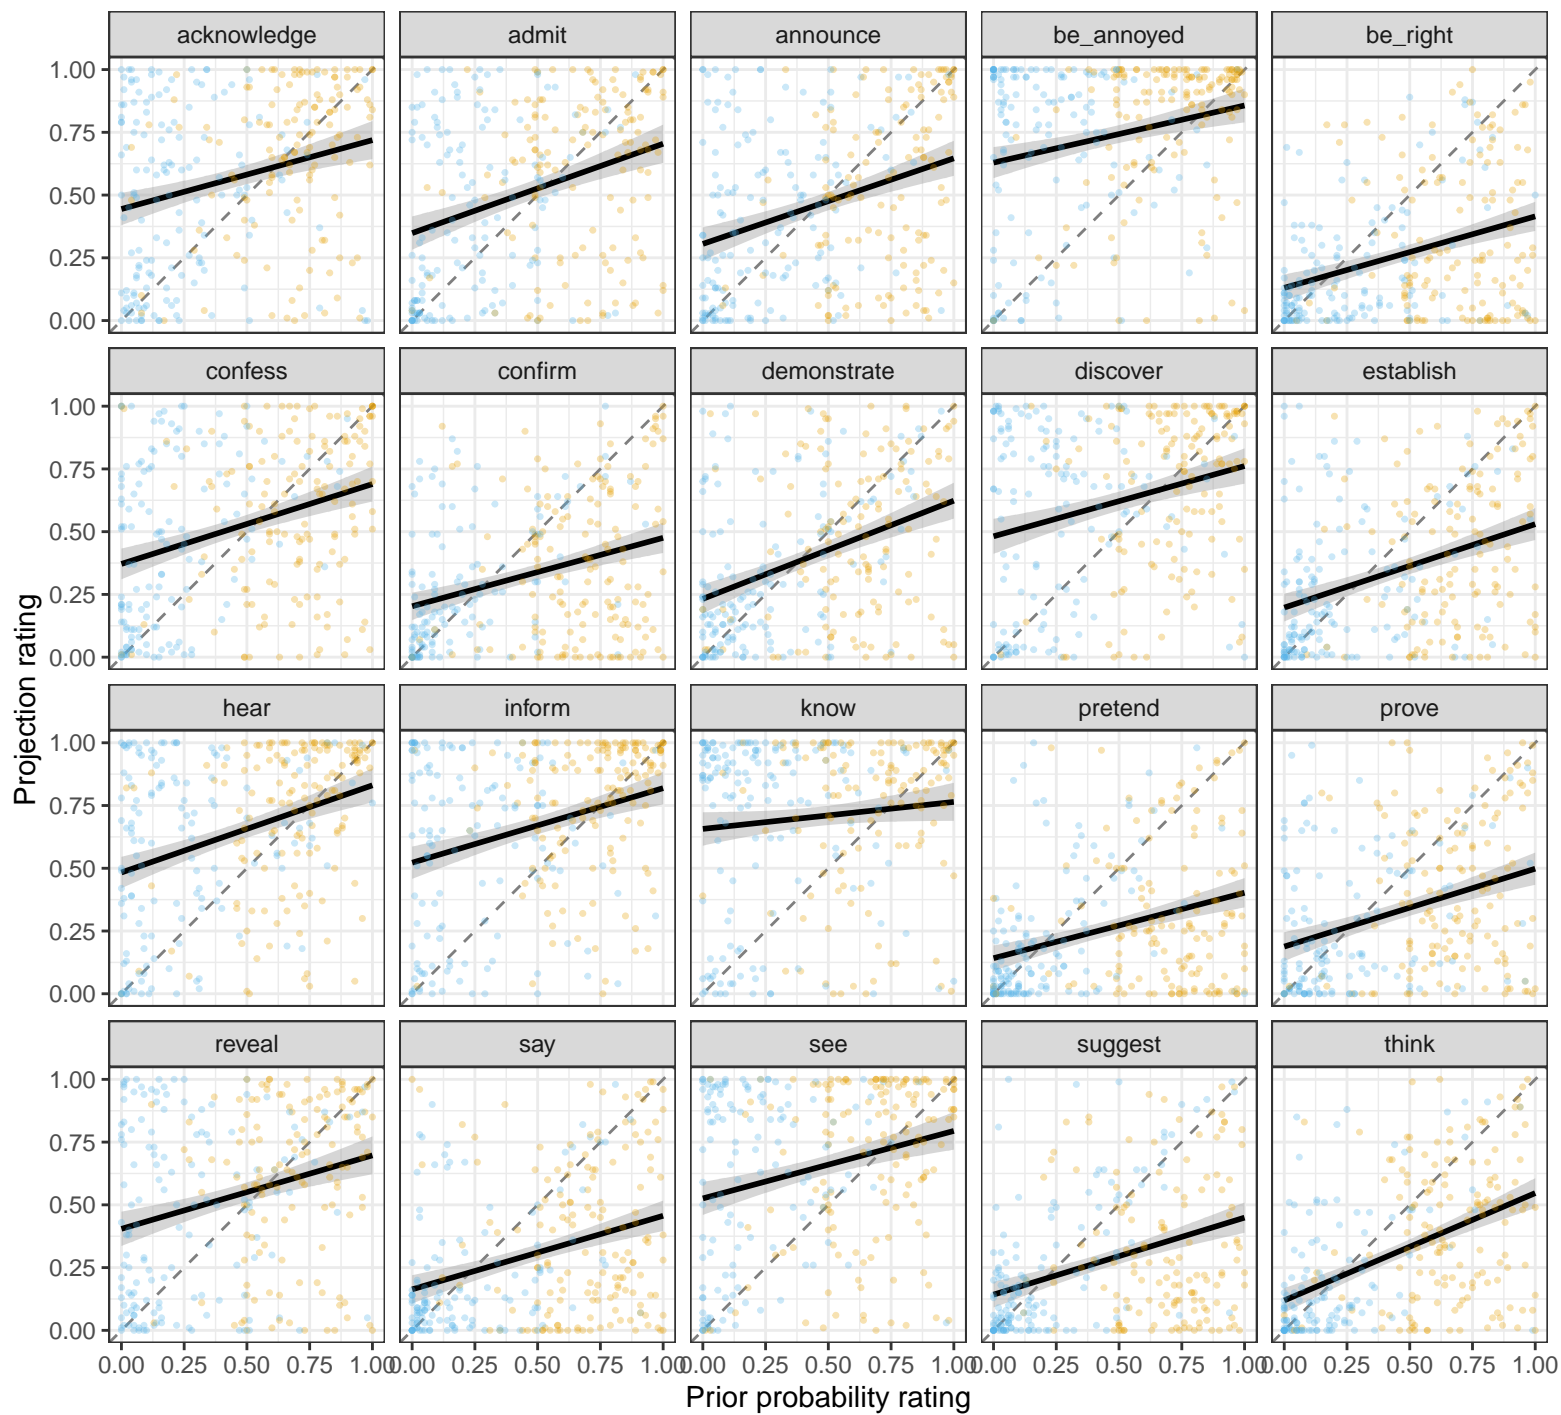 acknowledge admit announce be_annoyed be_right
1.00
0.75
0.50
0.25
0.00
confess confirm demonstrate discover establish
1.00
0.75
0.50
0.25
0.00
hear inform know pretend prove
1.00
0.75
0.50
0.25
0.00
reveal say see suggest think
1.00
0.75
0.50
0.25
0.00
0.00 0.25 0.50 0.75 1.00 0.00 0.25 0.50 0.75 1.00 0.00 0.25 0.50 0.75 1.00 0.00 0.25 0.50 0.75 1.00 0.00 0.25 0.50 0.75 1.00
Prior probability rating
Projection rating